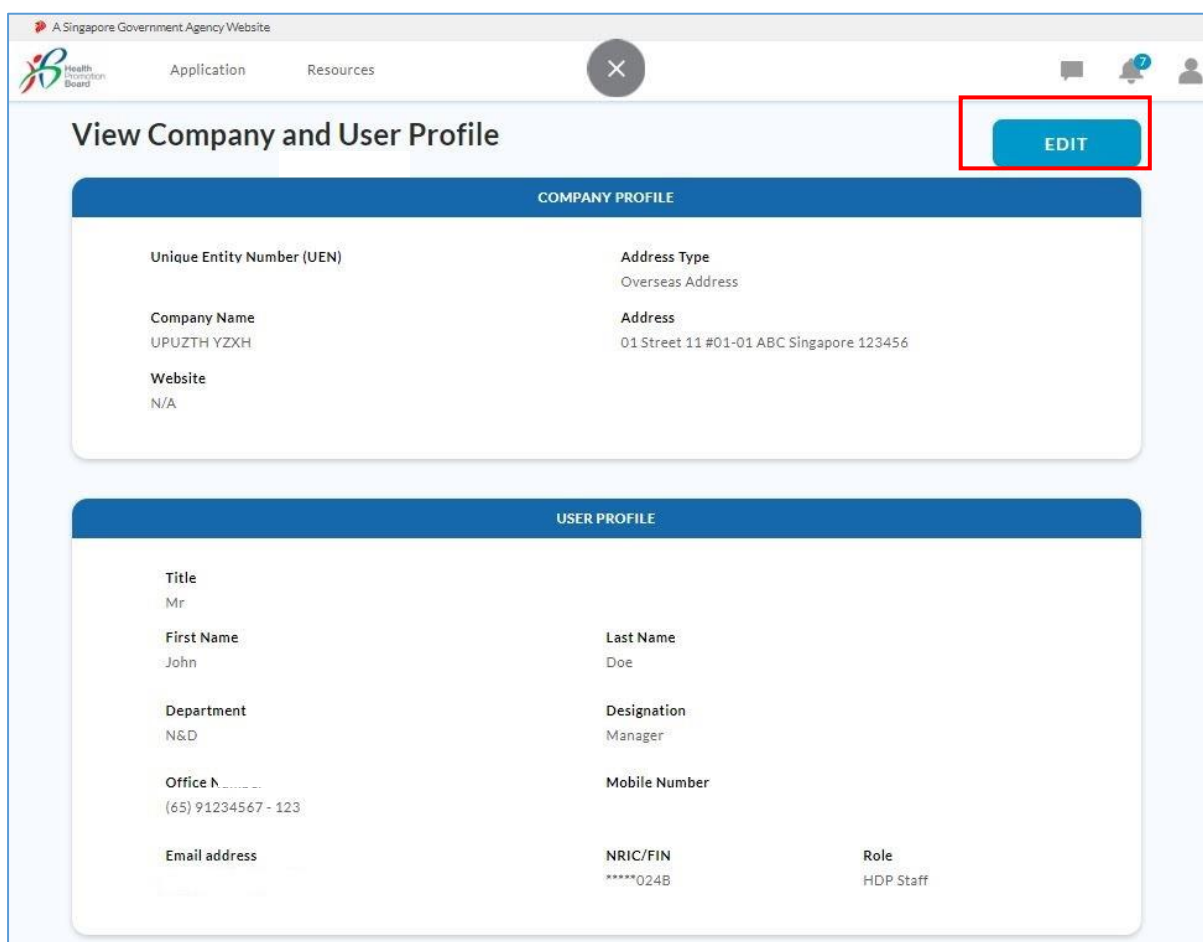 A Singapore Government Agency Website
Health Promotion Board
Application Resources
7
View Company and User Profile
EDIT
COMPANY PROFILE
Unique Entity Number (UEN) Address Type
Overseas Address
Company Name Address
UPUZTH YZXH 01 Street 11 #01-01 ABC Singapore 123456
Website
N/A
USER PROFILE
Title
Mr
First Name Last Name
John Doe
Department Designation
N&D Manager
Office Mobile Number
(65) 91234567 - 123
Email address NRIC/FIN Role
*****024B HDP Staff